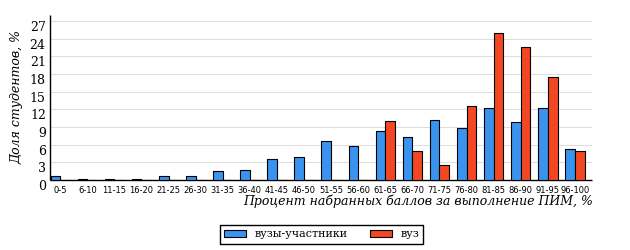 27
24
21
18
15
12
9
6
3
0
Доля студентов, %
0-5 6-10 11-15 16-20 21-25 26-30 31-35 36-40 41-45 46-50 51-55 56-60 61-65 66-70 71-75 76-80 81-85 86-90 91-95 96-100
Процент набранных баллов за выполнение ПИМ, %
вузы-участники вуз